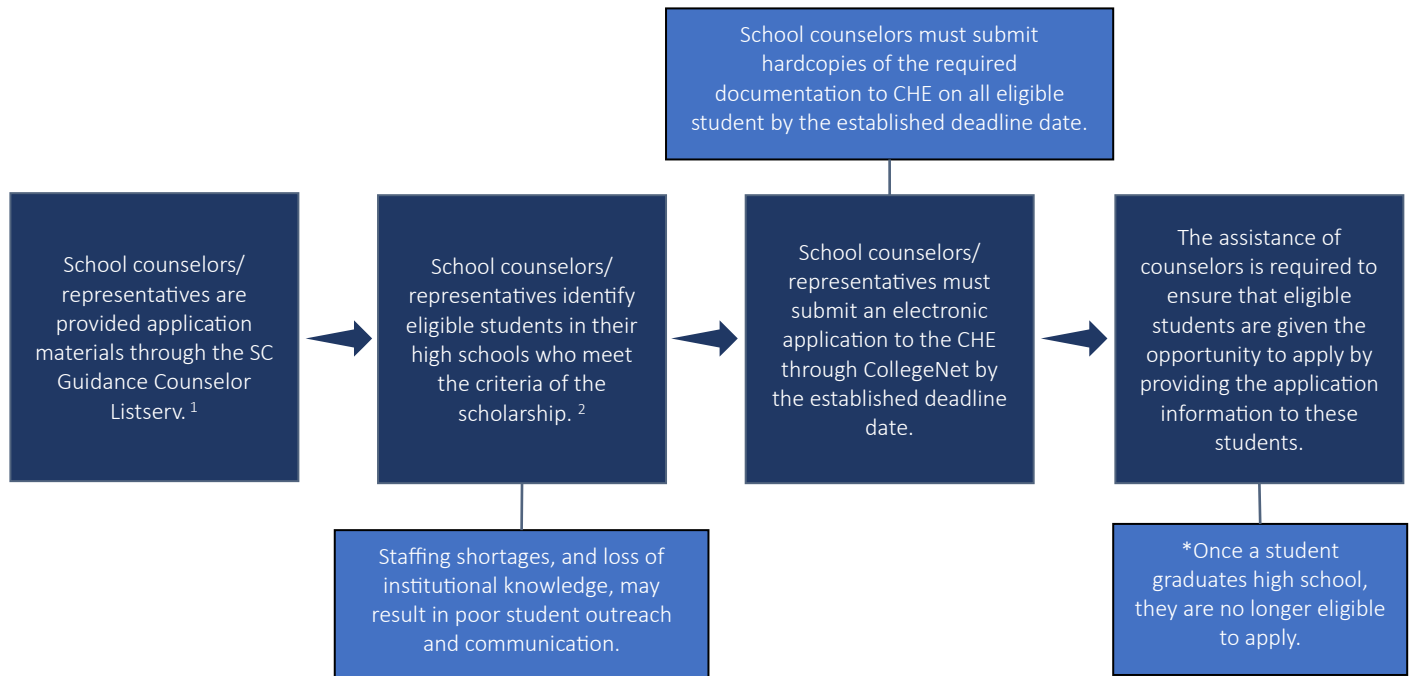 School counselors must submit
hardcopies of the required
documentation to CHE on all eligible
student by the established deadline date.
School counselors/
representatives are
provided application
materials through the SC
Guidance Counselor
Listserv. 1
School counselors/
representatives identify
eligible students in their
high schools who meet
the criteria of the
scholarship. 2
School counselors/
representatives must
submit an electronic
application to the CHE
through CollegeNet by
the established deadline
date.
The assistance of
counselors is required to
ensure that eligible
students are given the
opportunity to apply by
providing the application
information to these
students.
Staffing shortages, and loss of
institutional knowledge, may
result in poor student outreach
and communication.
*Once a student
graduates high school,
they are no longer eligible
to apply.